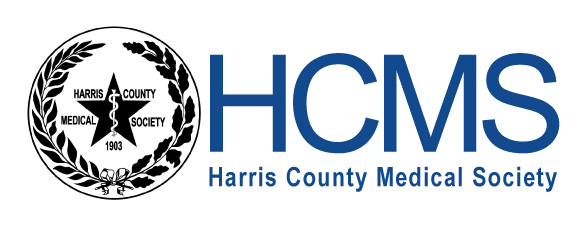 HARRIS COUNTY
MEDICAL SOCIETY
1903
HCMS
Harris County Medical Society